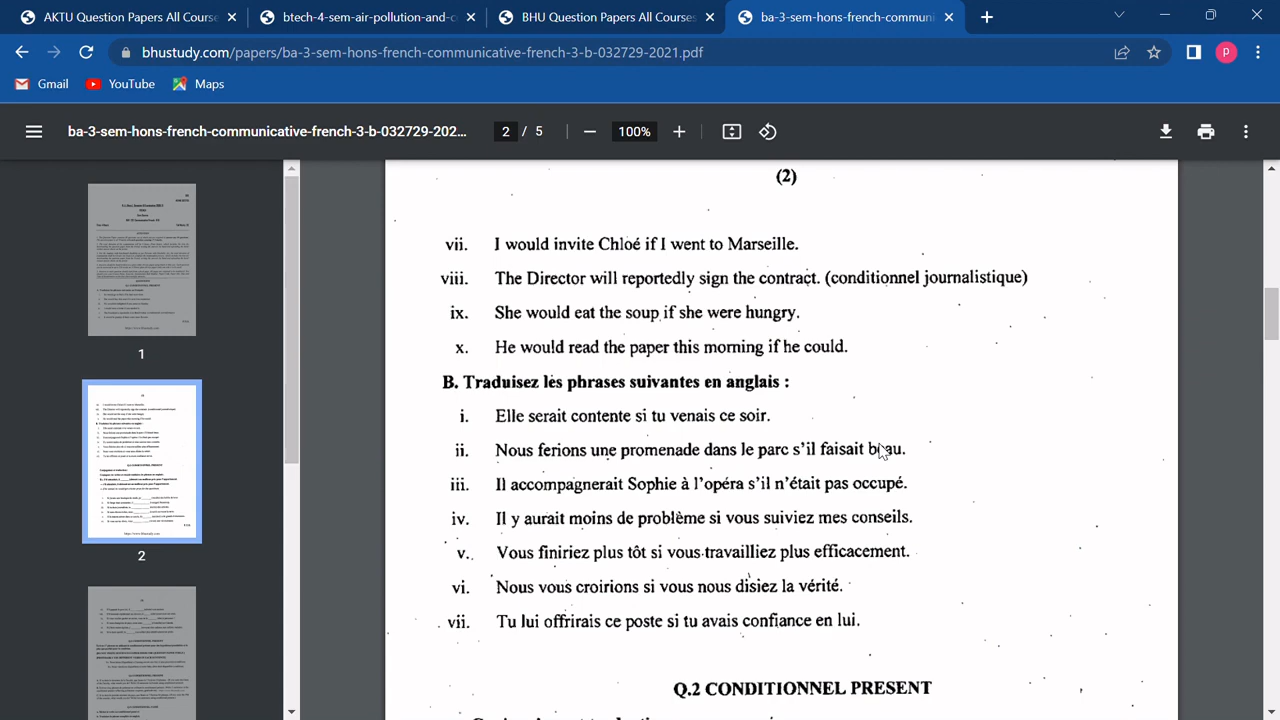 AKTU Question Papers All Course
btech-4-sem-air-pollution-and-c
BHU Question Papers All Courses
ba-3-sem-hons-french-communi
bhustudy.com/papers/ba-3-sem-hons-french-communicative-french-3-b-032729-2021.pdf
P
Gmail YouTube Maps
ba-3-sem-hons-french-communicative-french-3-b-032729-202... 2 / 5 100%
(2)
vii. I would invite Chloé if I went to Marseille.
viii. The Director will reportedly sign the contract. (conditionnel journalistique)
ix. She would eat the soup if she were hungry.
x. He would read the paper this morning if he could.
B. Traduisez les phrases suivantes en anglais :
i. Elle serait contente si tu venais ce soir.
ii. Nous ferions une promenade dans le parc s'il faisait beau.
iii. Il accompagnerait Sophie à l'opéra s'il n'était pas occupé.
iv. Il y aurait moins de problème si vous suiviez mes conseils.
v. Vous finiriez plus tôt si vous travailliez plus efficacement.
vi. Nous vous croirions si vous nous disiez la vérité.
vii. Tu lui offrirais ce poste si tu avais confiance en lui.
Q.2 CONDITIONNEL PRESENT
1
2